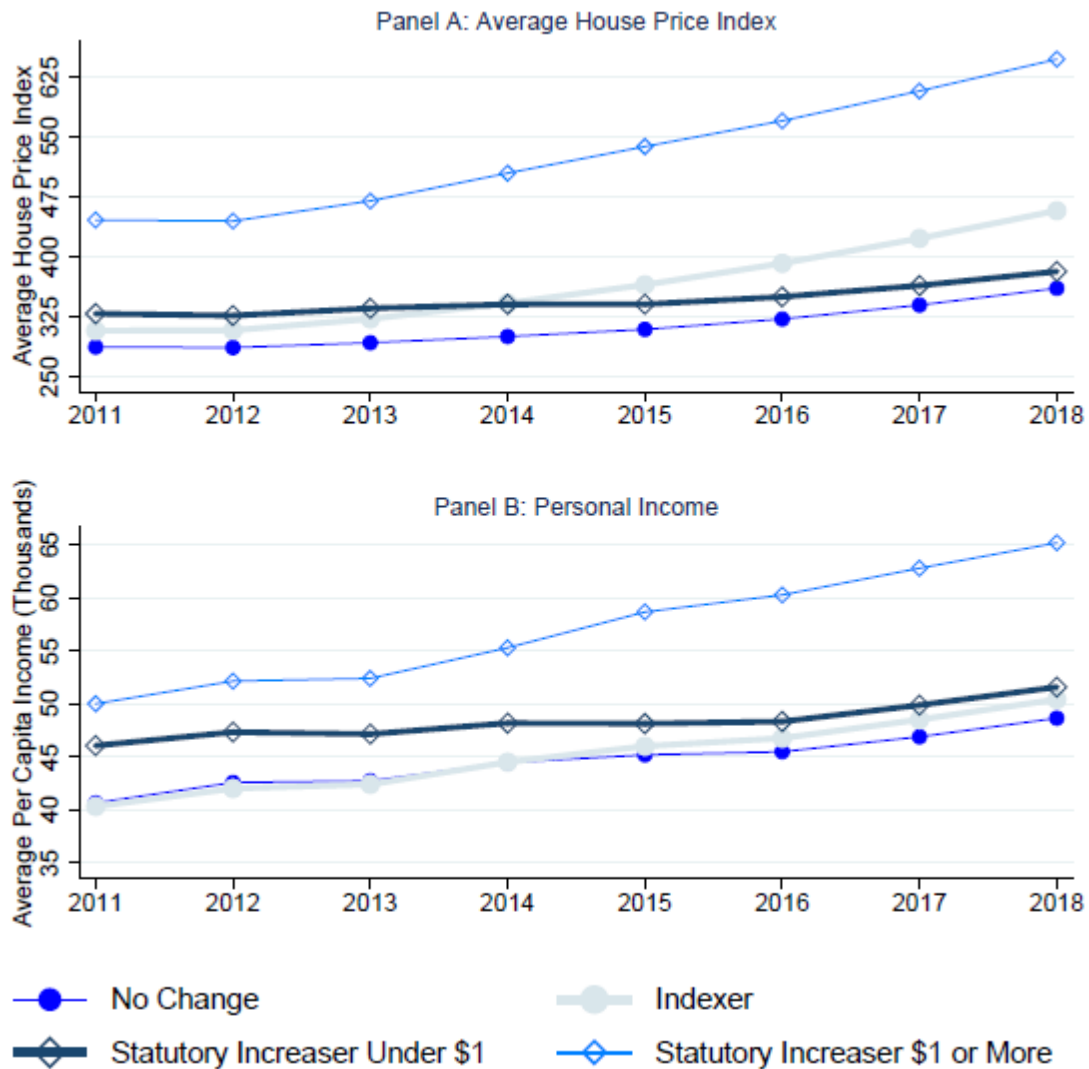 Panel A: Average House Price Index
Average House Price Index
625
550
475
400
325
250
2011 2012 2013 2014 2015 2016 2017 2018
Panel B: Personal Income
Average Per Capita Income (Thousands)
65
60
55
50
45
40
35
2011 2012 2013 2014 2015 2016 2017 2018
No Change Indexer
Statutory Increaser Under $1 Statutory Increaser $1 or More